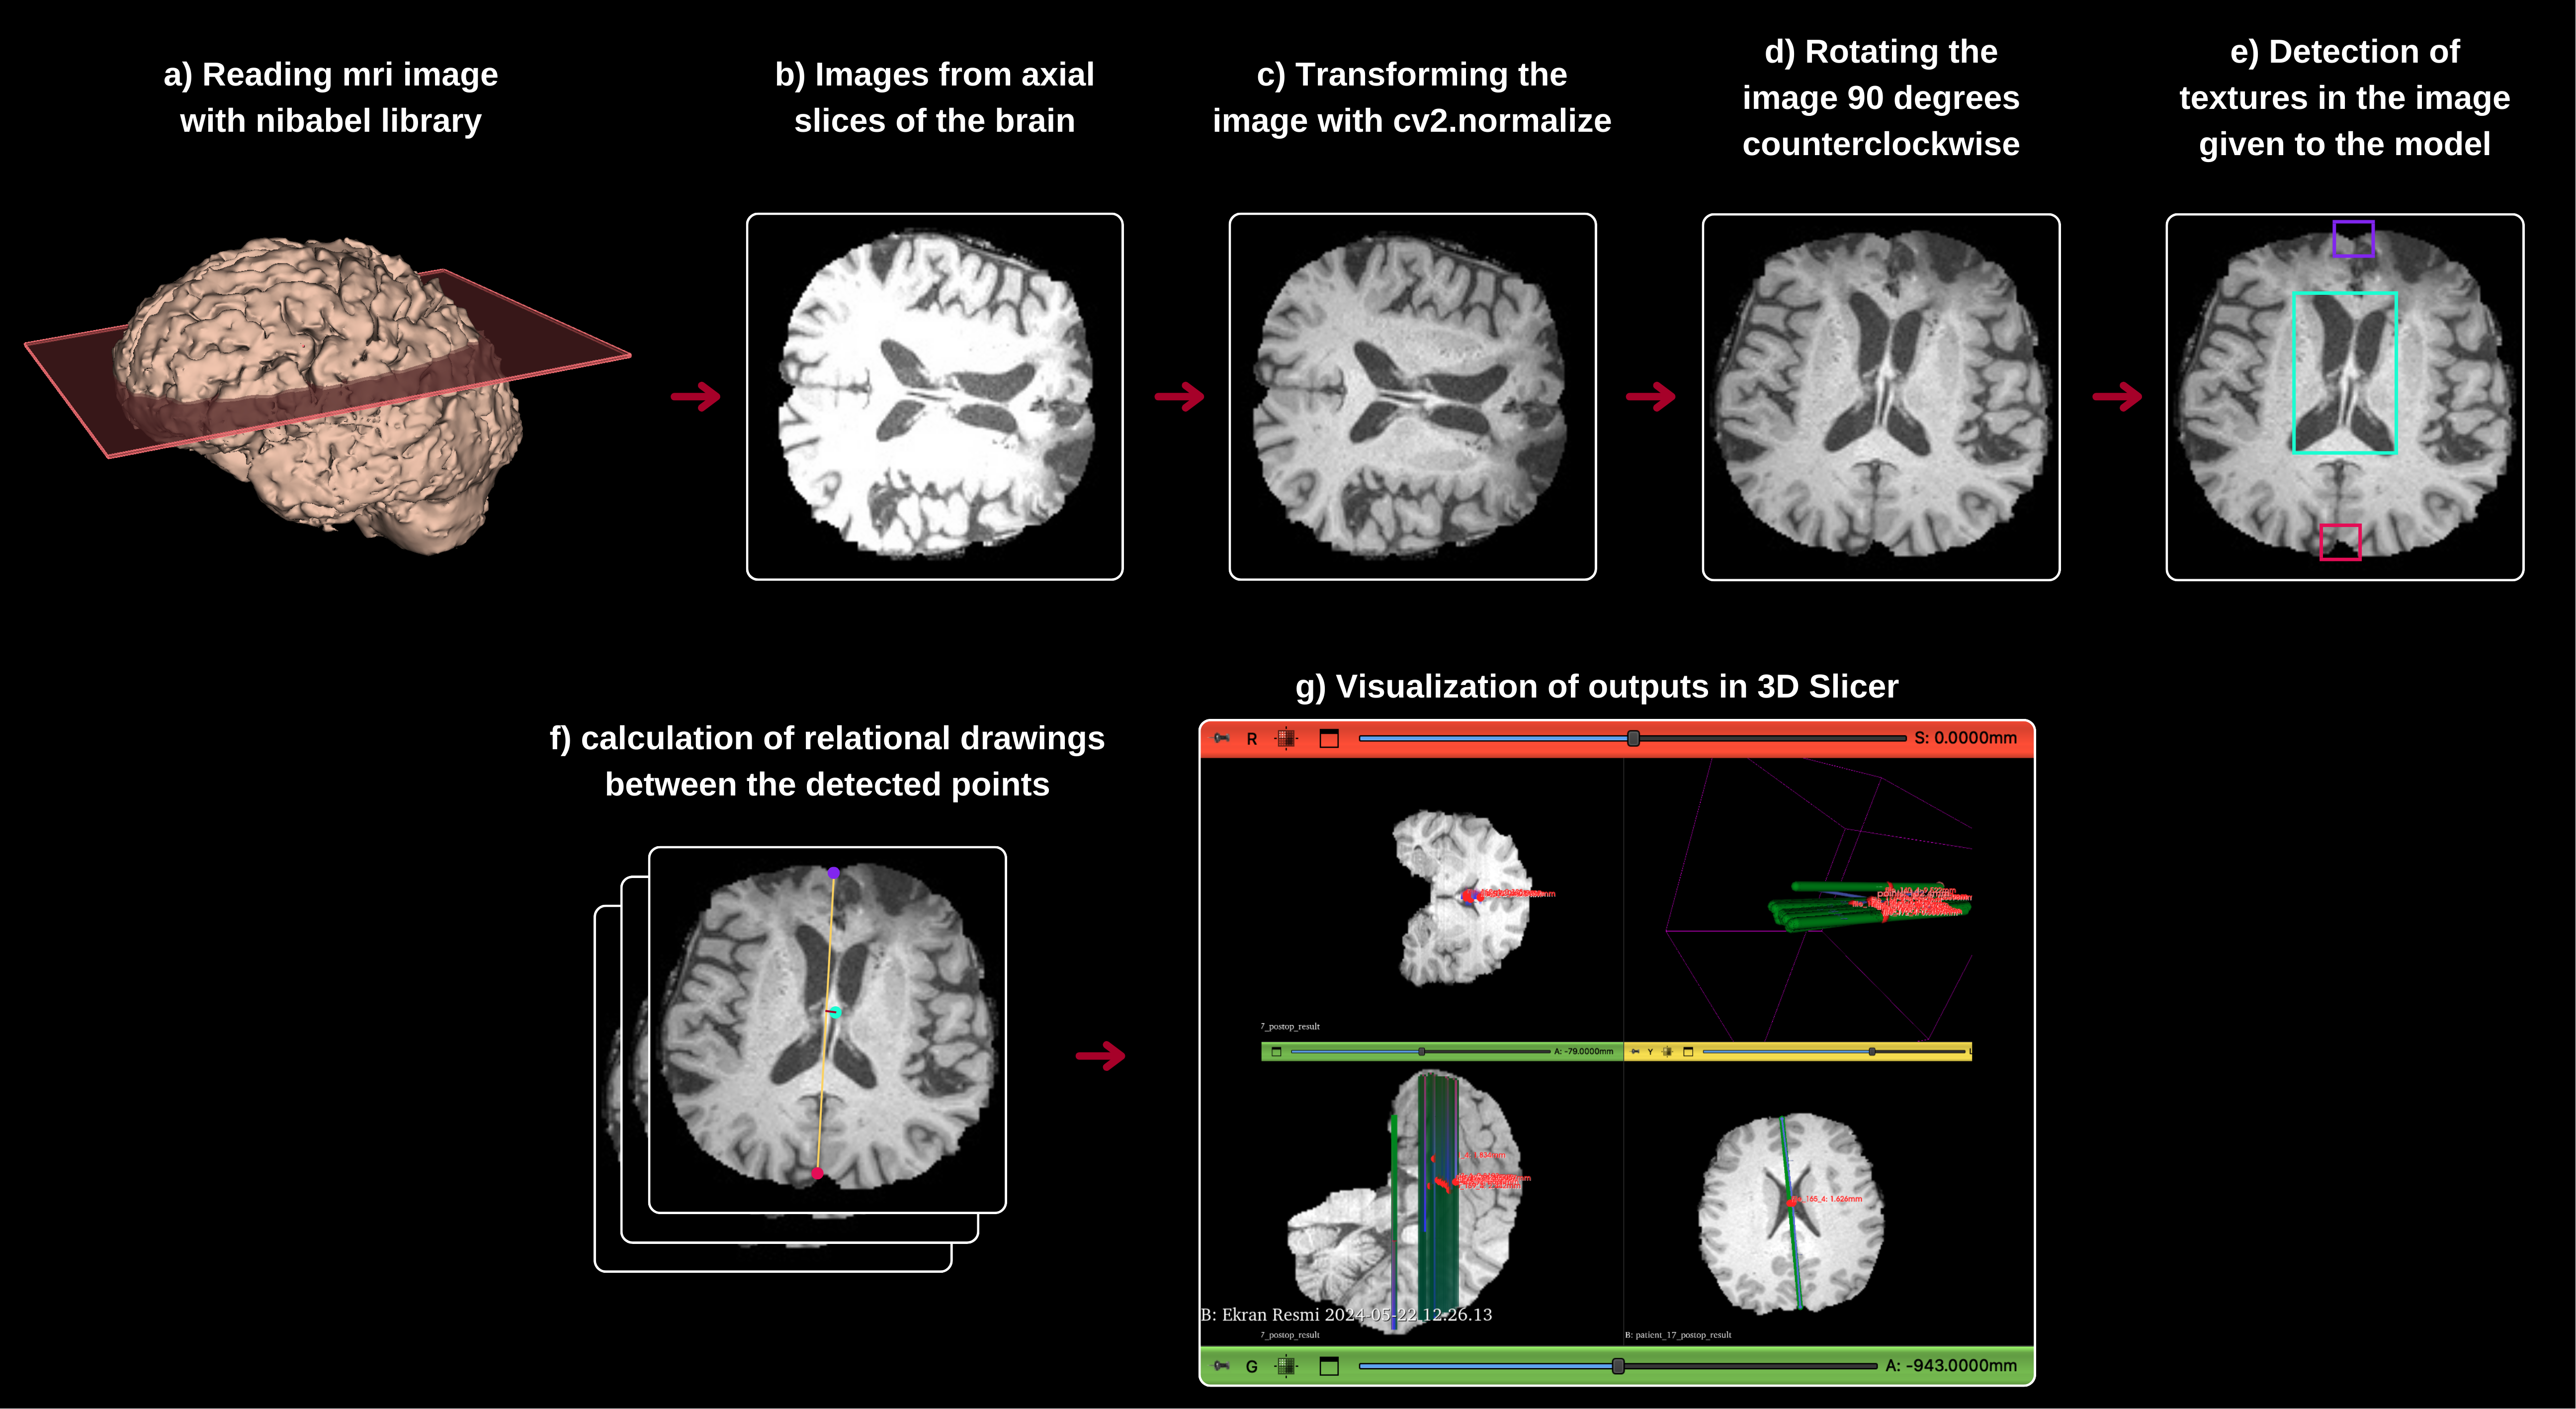 a) Reading mri image
with nibabel library
b) Images from axial
slices of the brain
c) Transforming the
image with cv2.normalize
d) Rotating the
image 90 degrees
counterclockwise
e) Detection of
textures in the image
given to the model
f) calculation of relational drawings
between the detected points
g) Visualization of outputs in 3D Slicer
R
S: 0.0000mm
7_postop_result
A: -79.0000mm
Y
B: Ekran Resmi 2024-05-22 12.26.13
7_postop_result
165_4: 1.626mm
B: patient_17_postop_result
G
A: -943.0000mm